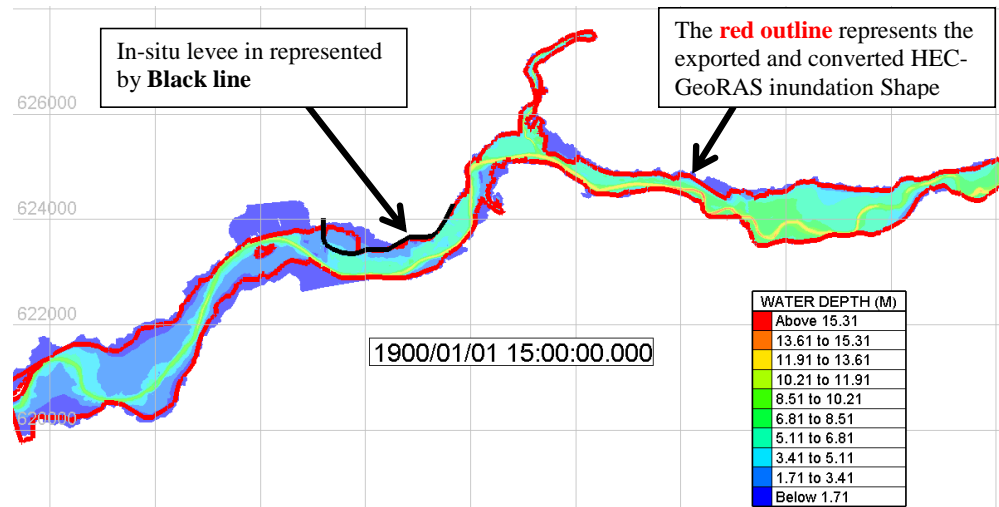 In-situ levee in represented
by Black line
The red outline represents the
exported and converted HEC-
GeoRAS inundation Shape
626000
624000
622000
620000
1900/01/01 15:00:00.000
WATER DEPTH (M)
Above 15.31
13.61 to 15.31
11.91 to 13.61
10.21 to 11.91
8.51 to 10.21
6.81 to 8.51
5.11 to 6.81
3.41 to 5.11
1.71 to 3.41
Below 1.71